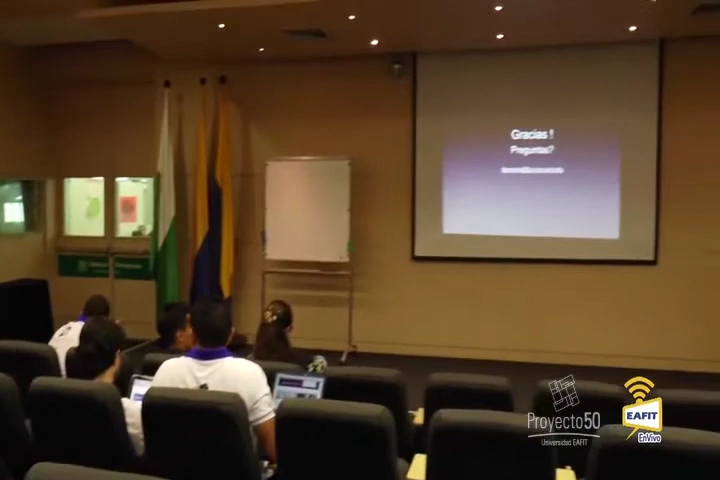 Gracias !
Preguntas?
Proyecto50
Universidad EAFIT
EAFIT
EnVivo